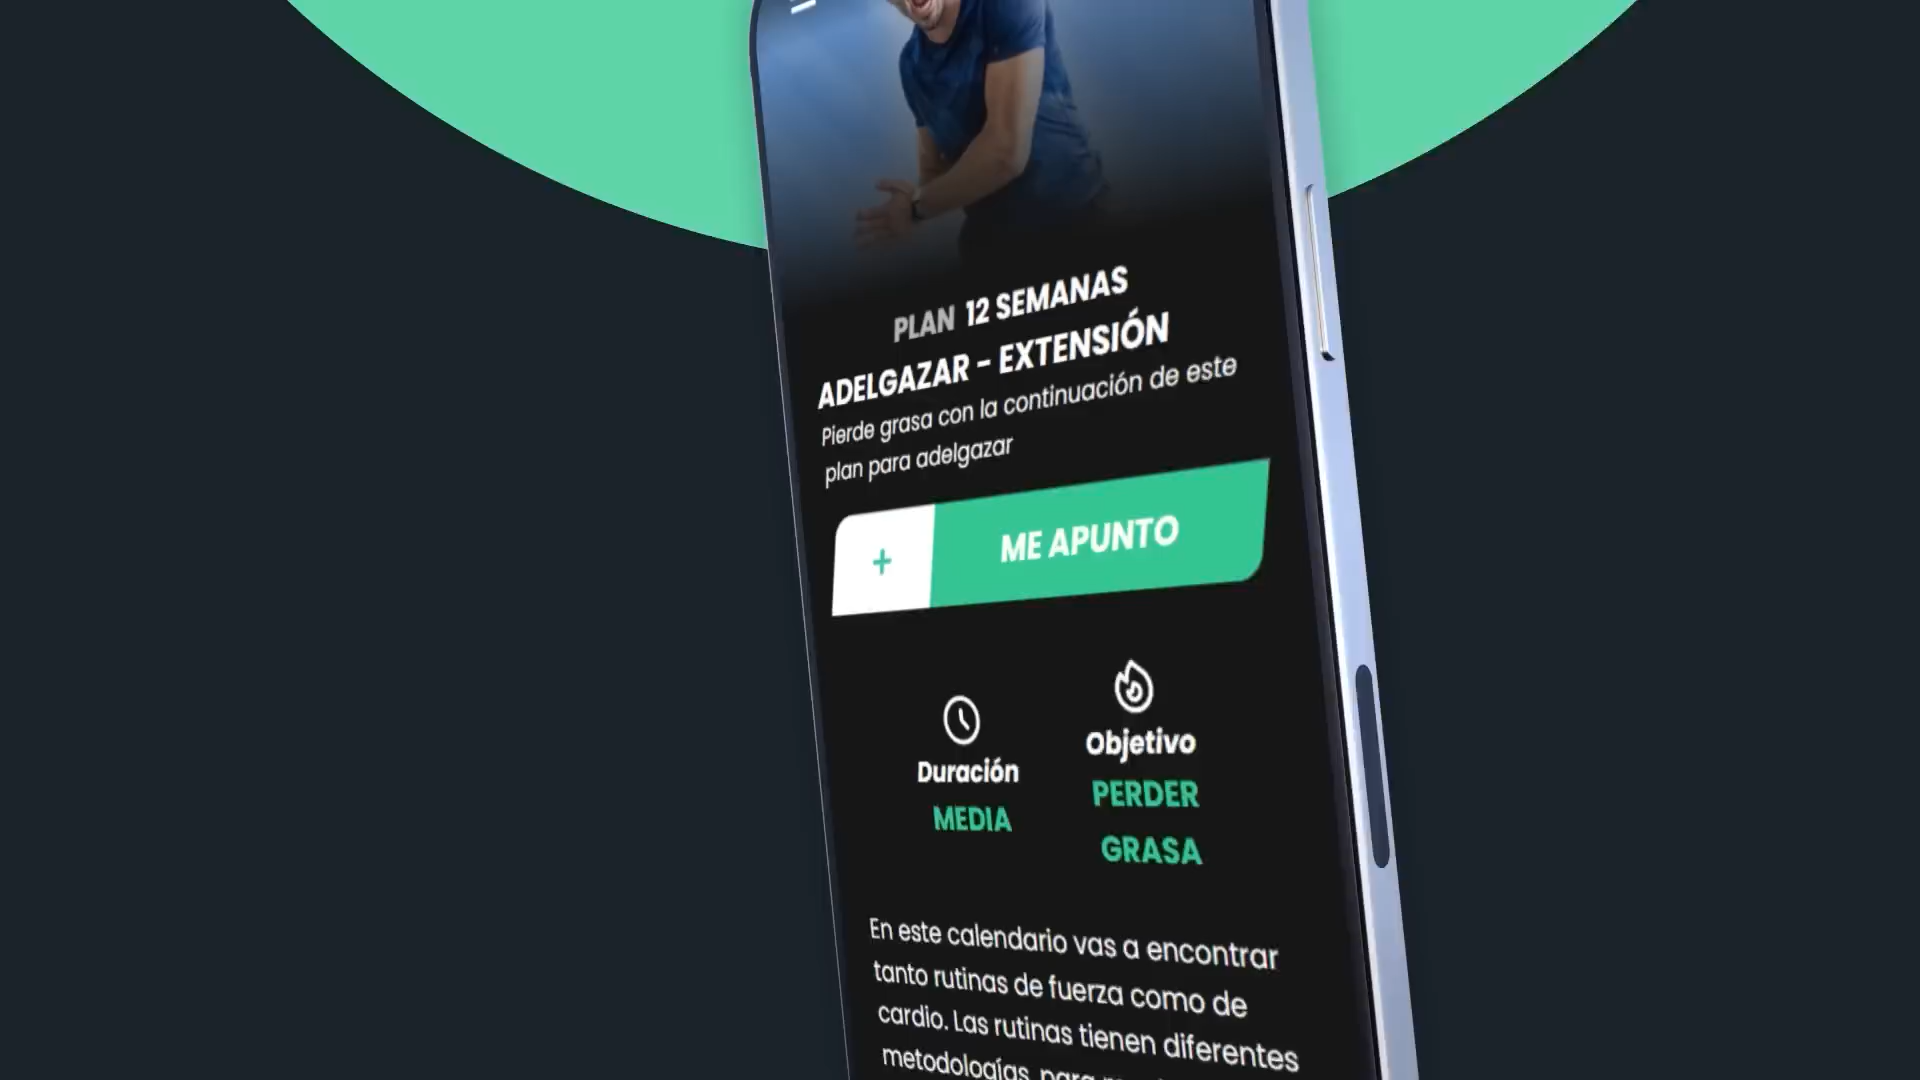 PLAN 12 SEMANAS
ADELGAZAR - EXTENSIÓN
Pierde grasa con la continuación de este
plan para adelgazar
+ ME APUNTO
Duración
MEDIA
Objetivo
PERDER
GRASA
En este calendario vas a encontrar
tanto rutinas de fuerza como de
cardio. Las rutinas tienen diferentes
metodologías, para